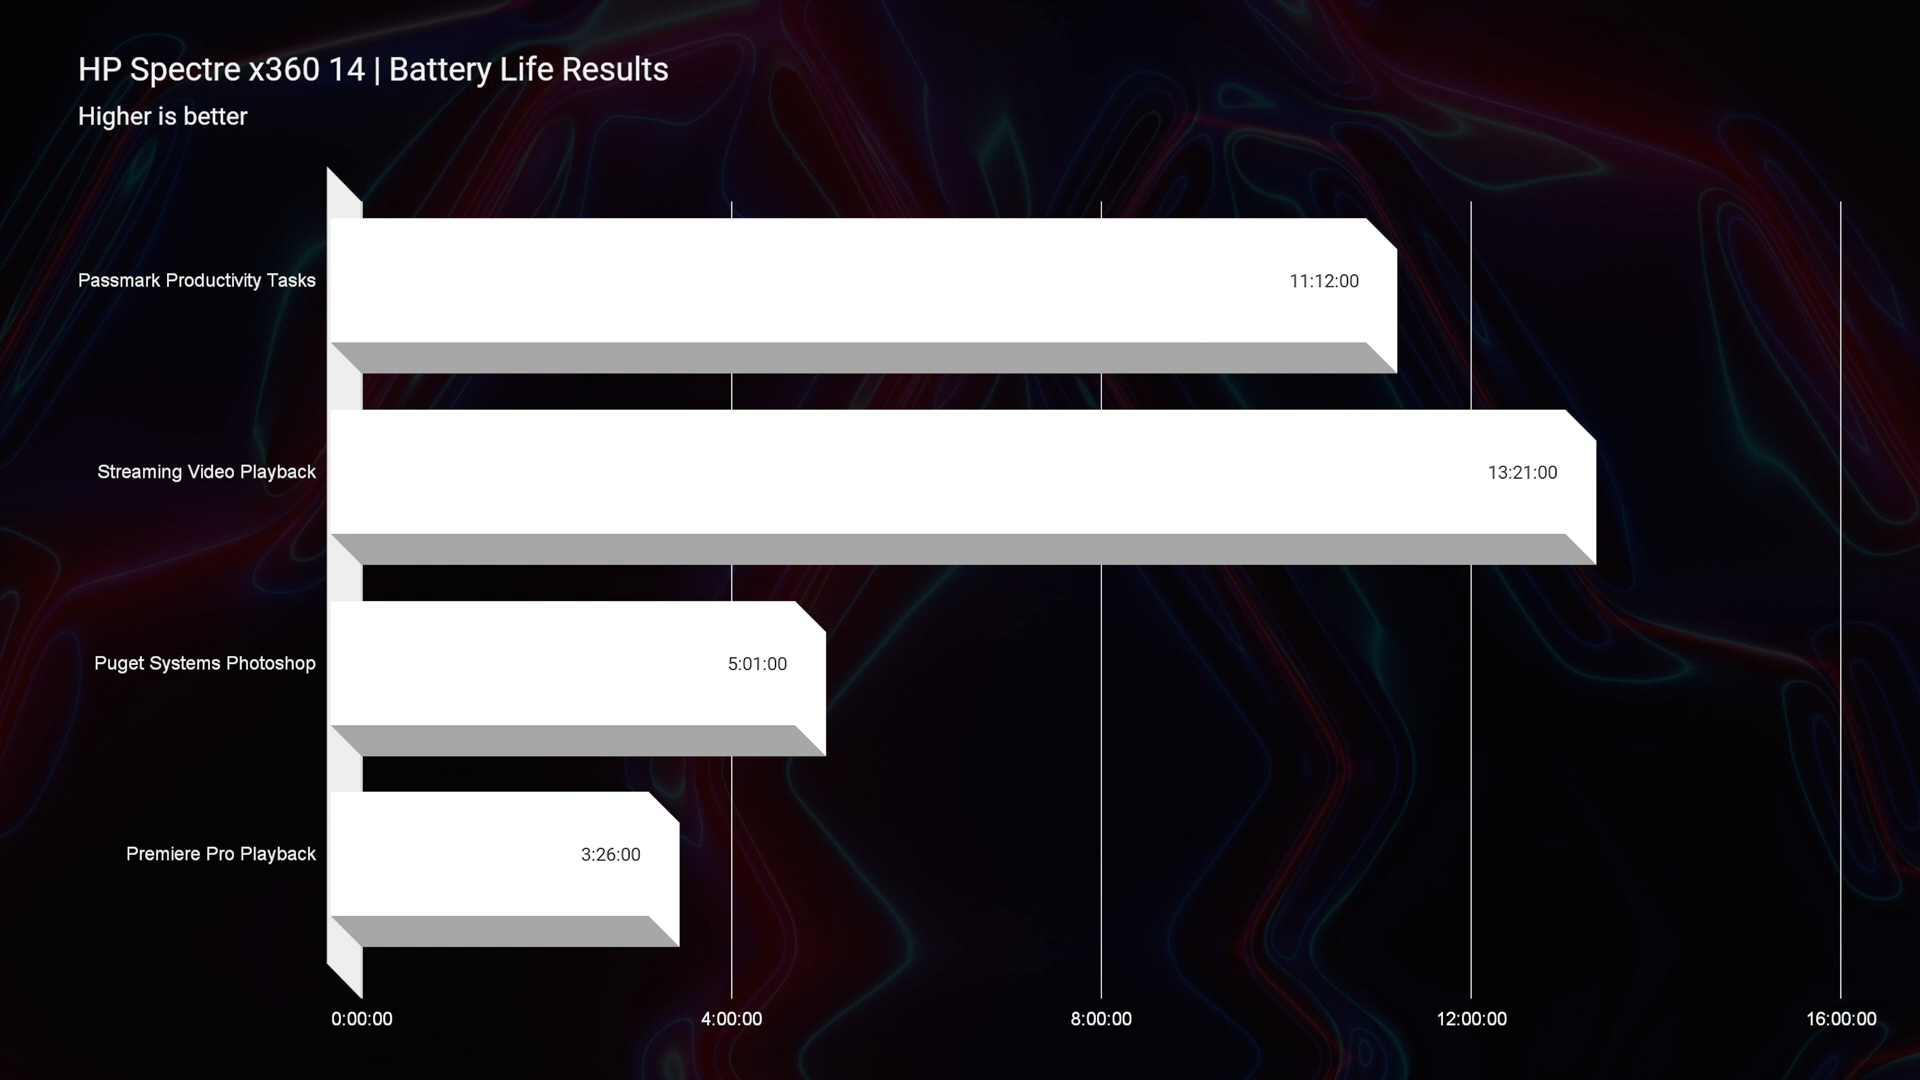 HP Spectre x360 14 | Battery Life Results
Higher is better
Passmark Productivity Tasks
11:12:00
Streaming Video Playback
13:21:00
Puget Systems Photoshop
5:01:00
Premiere Pro Playback
3:26:00
0:00:00
4:00:00
8:00:00
12:00:00
16:00:00